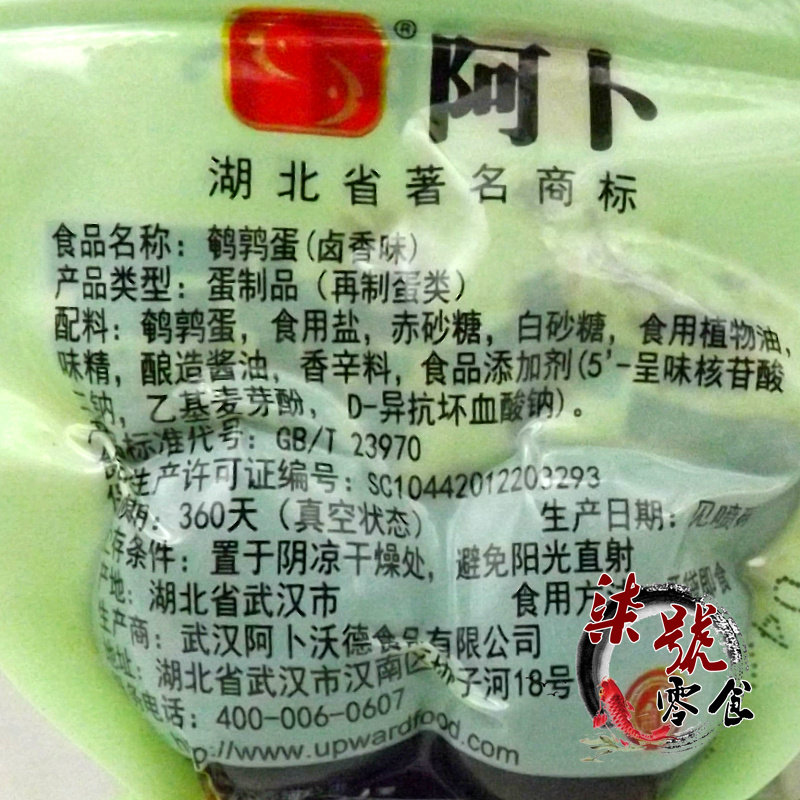 ®
阿卜
湖北省著名商标
食品名称：鹌鹑蛋(卤香味)
产品类型：蛋制品（再制蛋类）
配料：鹌鹑蛋，食用盐，赤砂糖，白砂糖，食用植物油，
味精，酿造酱油，香辛料，食品添加剂(5'-呈味核苷酸
二钠，乙基麦芽酚，D-异抗坏血酸钠)。
标准代号：GB/T 23970
生产许可证编号：SC10442012203293
360天（真空状态） 生产日期：见喷
存条件：置于阴凉干燥处，避免阳光直射
产地：湖北省武汉市 食用方法 即食
生产商：武汉阿卜沃德食品有限公司
地址：湖北省武汉市汉南区 子河18号
电话：400-006-0607
http://www.upwardfood.com
柒號
零食